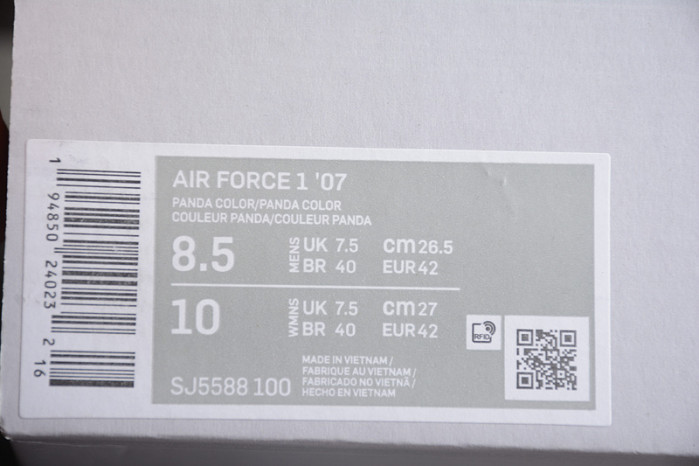 AIR FORCE 1 '07
PANDA COLOR/PANDA COLOR
COULEUR PANDA/COULEUR PANDA
8.5 MENS UK 7.5 cm 26.5
BR 40 EUR 42
10 WMNS UK 7.5 cm 27
BR 40 EUR 42
MADE IN VIETNAM /
FABRIQUE AU VIETNAM /
FABRICADO NO VIETNÃ /
HECHO EN VIETNAM
SJ5588 100
RFID
1 94850 24023 2 16